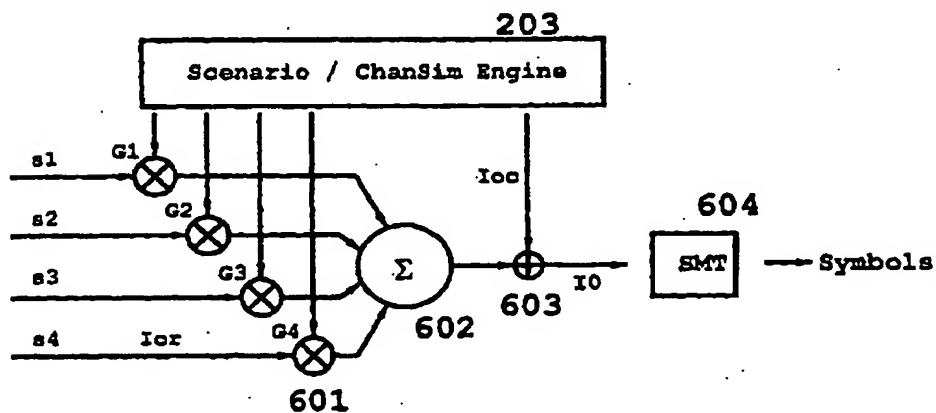 203
Scenario / ChanSim Engine
s1
G1
Ioc
s2
G2
604
s3
G3
Σ
SMT
Symbols
603
I0
602
s4
Ior
G4
601